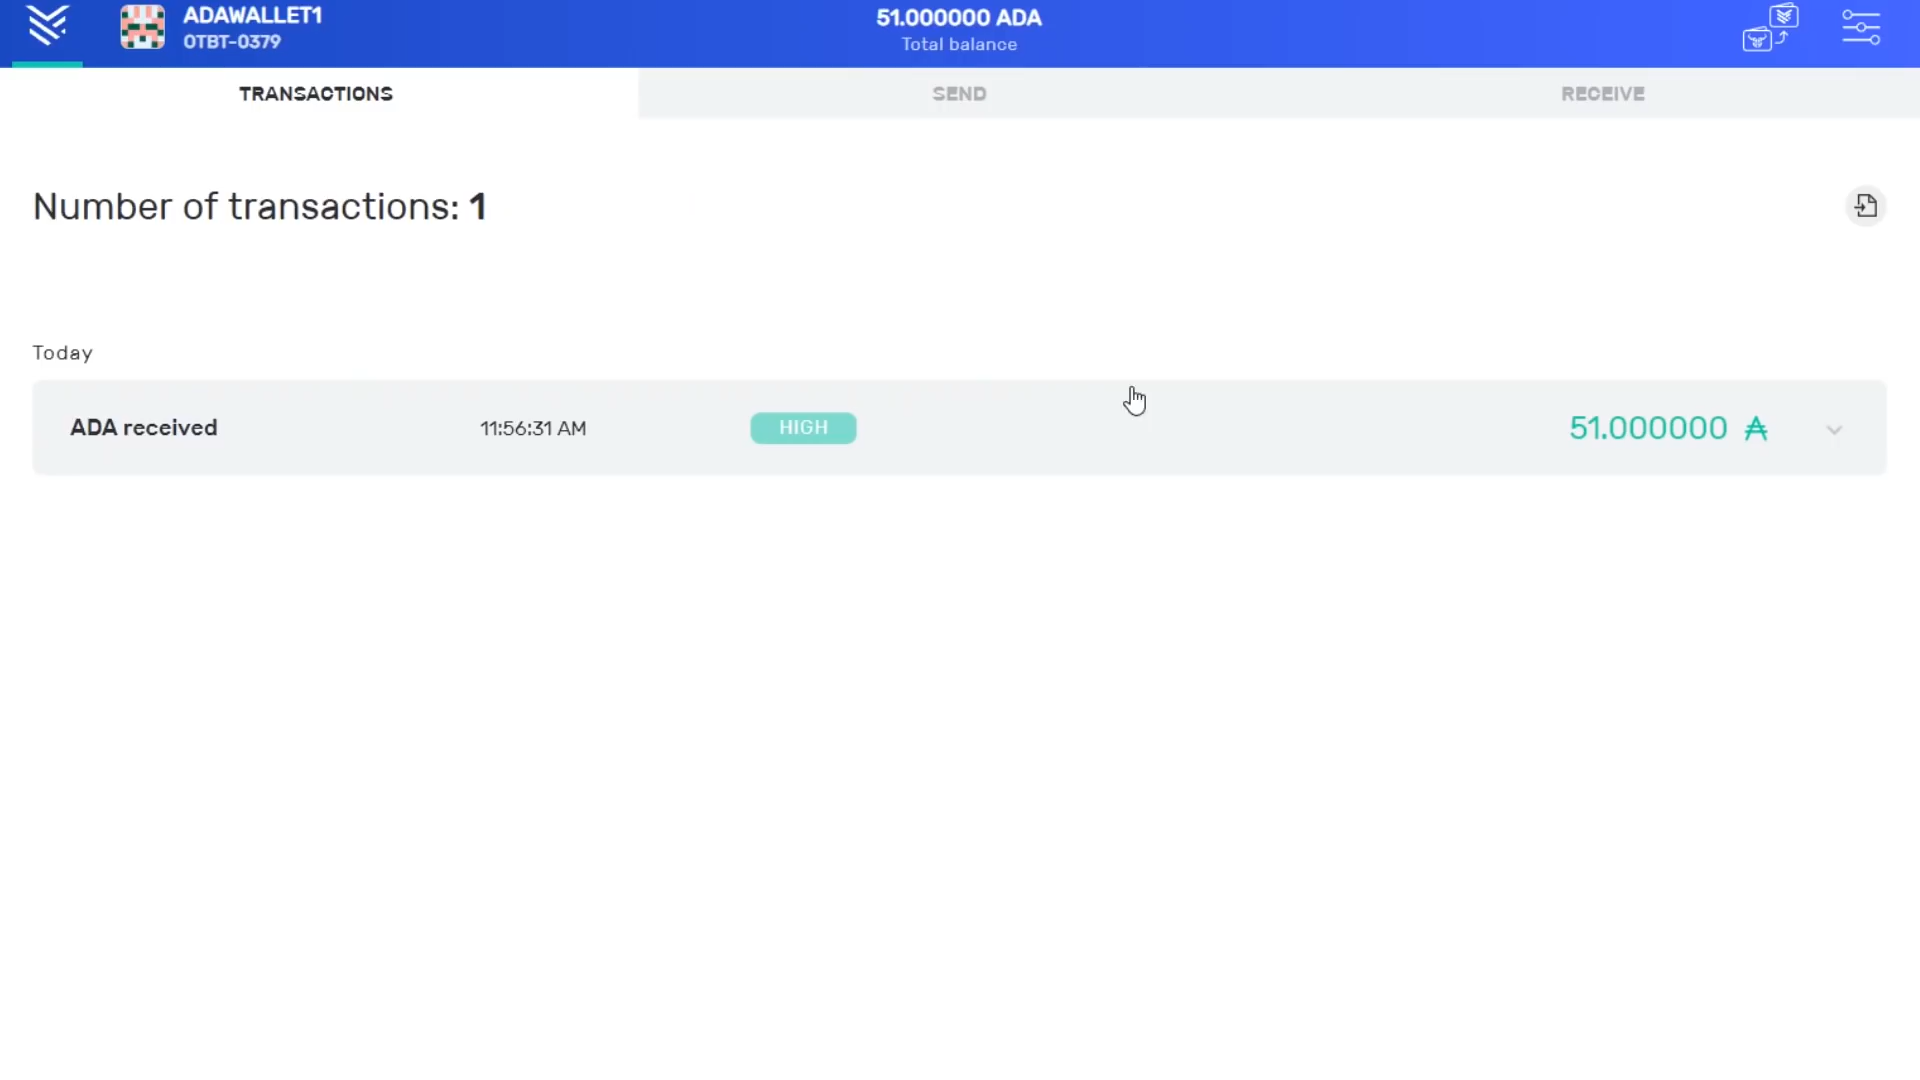 ADAWALLET1
OTBT-0379
51.000000 ADA
Total balance
TRANSACTIONS
SEND
RECEIVE
Number of transactions: 1
Today
ADA received
11:56:31 AM
HIGH
51.000000 ₳